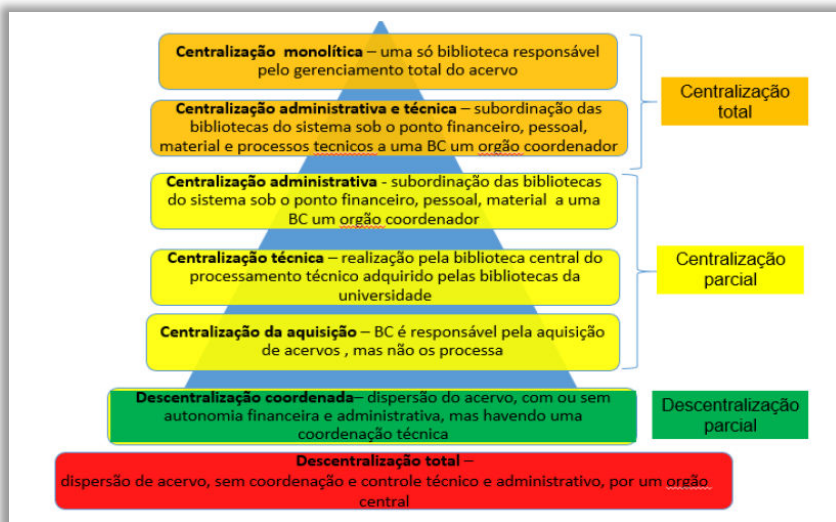 Centralização monolítica – uma só biblioteca responsável
pelo gerenciamento total do acervo
Centralização administrativa e técnica – subordinação das
bibliotecas do sistema sob o ponto financeiro, pessoal,
material e processos tecnicos a uma BC um orgão coordenador
Centralização
total
Centralização administrativa - subordinação das bibliotecas
do sistema sob o ponto financeiro, pessoal, material a uma
BC um orgão coordenador
Centralização técnica – realização pela biblioteca central do
processamento técnico adquirido pelas bibliotecas da
universidade
Centralização da aquisição – BC é responsável pela aquisição
de acervos , mas não os processa
Centralização
parcial
Descentralização coordenada– dispersão do acervo, com ou sem
autonomia financeira e administrativa, mas havendo uma
coordenação técnica
Descentralização
parcial
Descentralização total –
dispersão de acervo, sem coordenação e controle técnico e administrativo, por um orgão
central